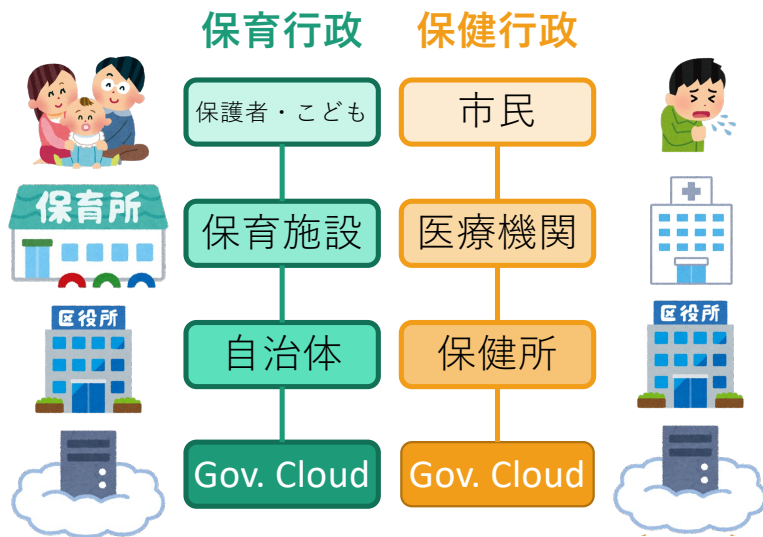 保育行政 保健行政
保護者・こども 市民
保育所
保育施設 医療機関
区役所 区役所
自治体 保健所
Gov. Cloud Gov. Cloud